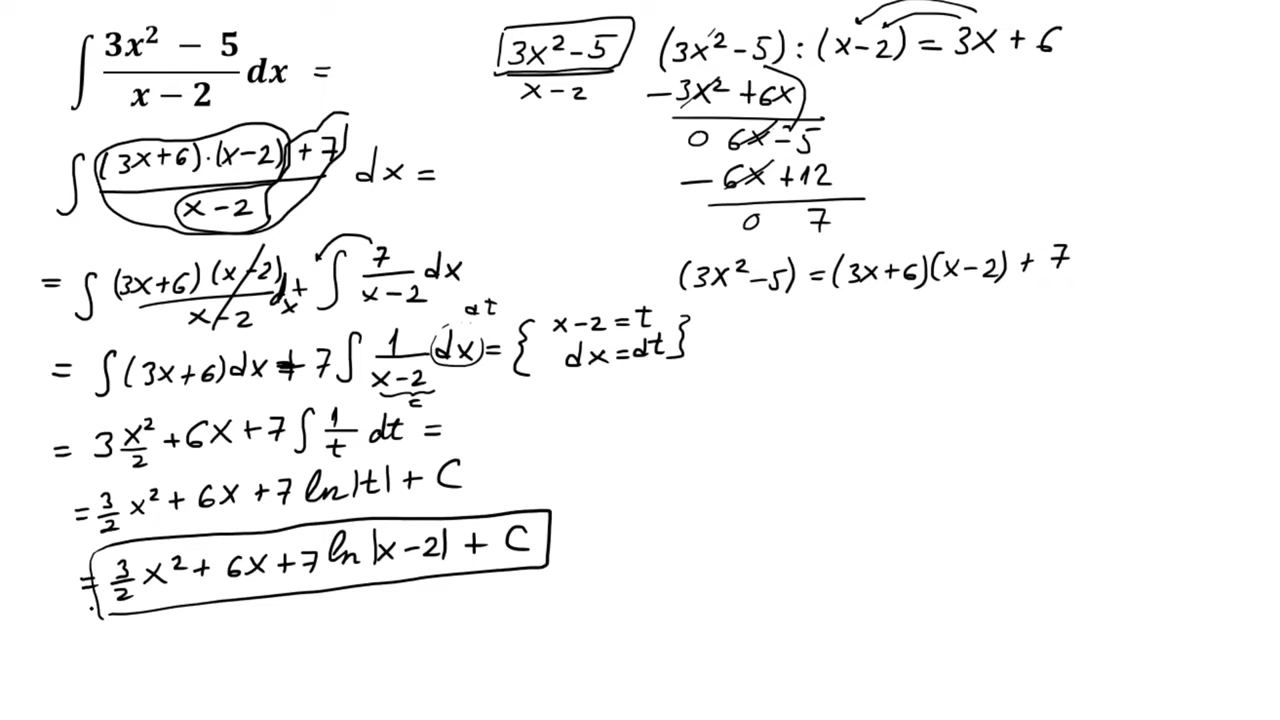 ∫ (3x² − 5)/(x − 2) dx =
∫ ((3x+6)·(x−2) + 7)/(x−2) dx =
= ∫ ((3x+6)(x−2))/(x−2) dx + ∫ 7/(x−2) dx
dt
= ∫ (3x+6)dx + 7 ∫ 1/(x−2) dx = { x−2 = t
dx = dt }
t
= 3 x²/2 + 6x + 7 ∫ 1/t dt =
= 3/2 x² + 6x + 7 ln |t| + C
= 3/2 x² + 6x + 7 ln |x−2| + C
(3x²−5)/(x−2)
(3x²−5) : (x−2) = 3x + 6
−3x² +6x
0 6x −5
− 6x +12
0 7
(3x²−5) = (3x+6)(x−2) + 7